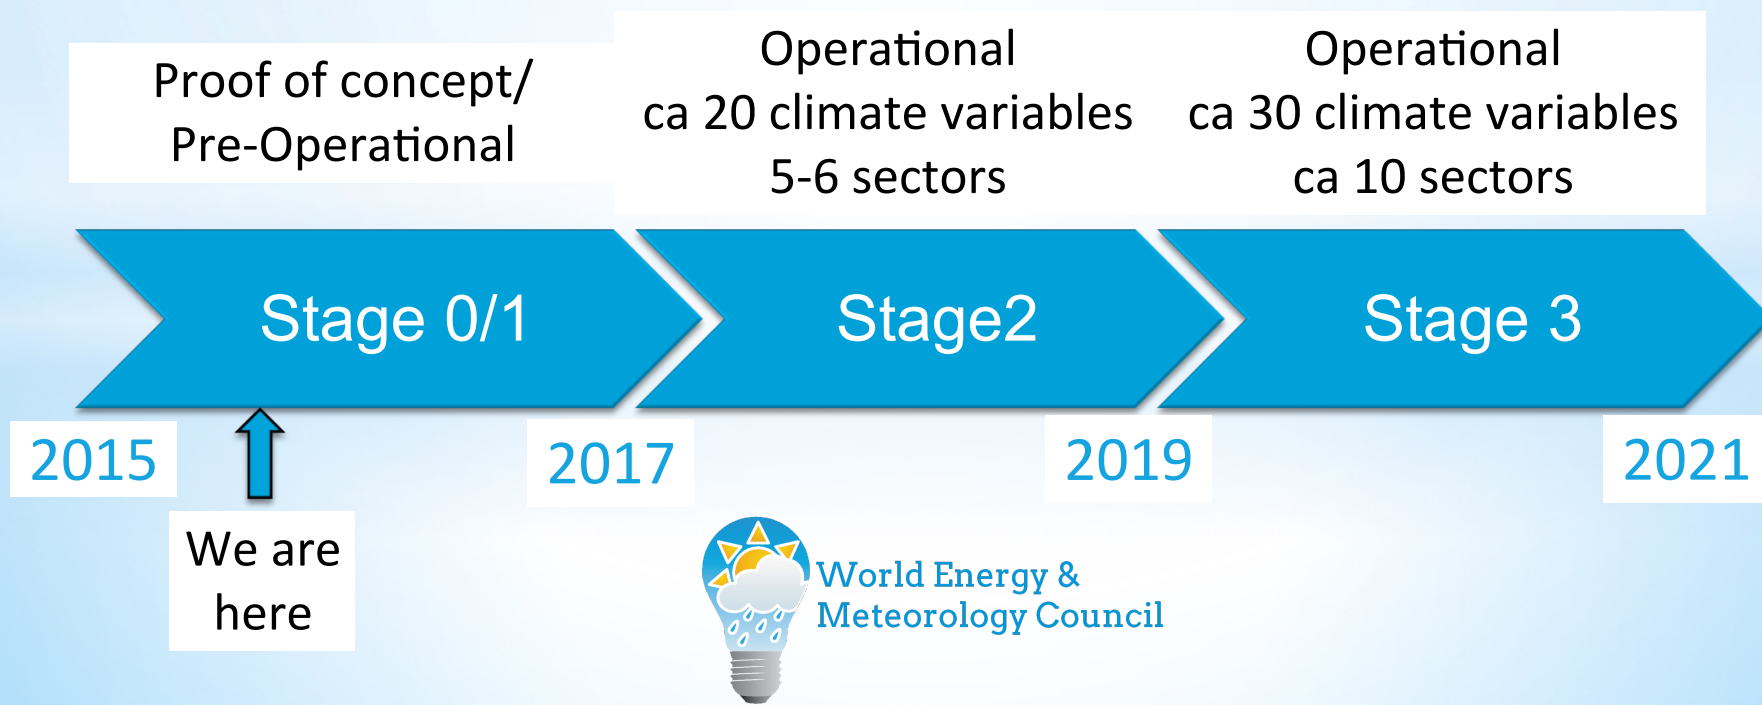 Proof of concept/
Pre-Operational
Operational
ca 20 climate variables
5-6 sectors
Operational
ca 30 climate variables
ca 10 sectors
Stage 0/1
Stage2
Stage 3
2015
2017
2019
2021
We are
here
World Energy &
Meteorology Council